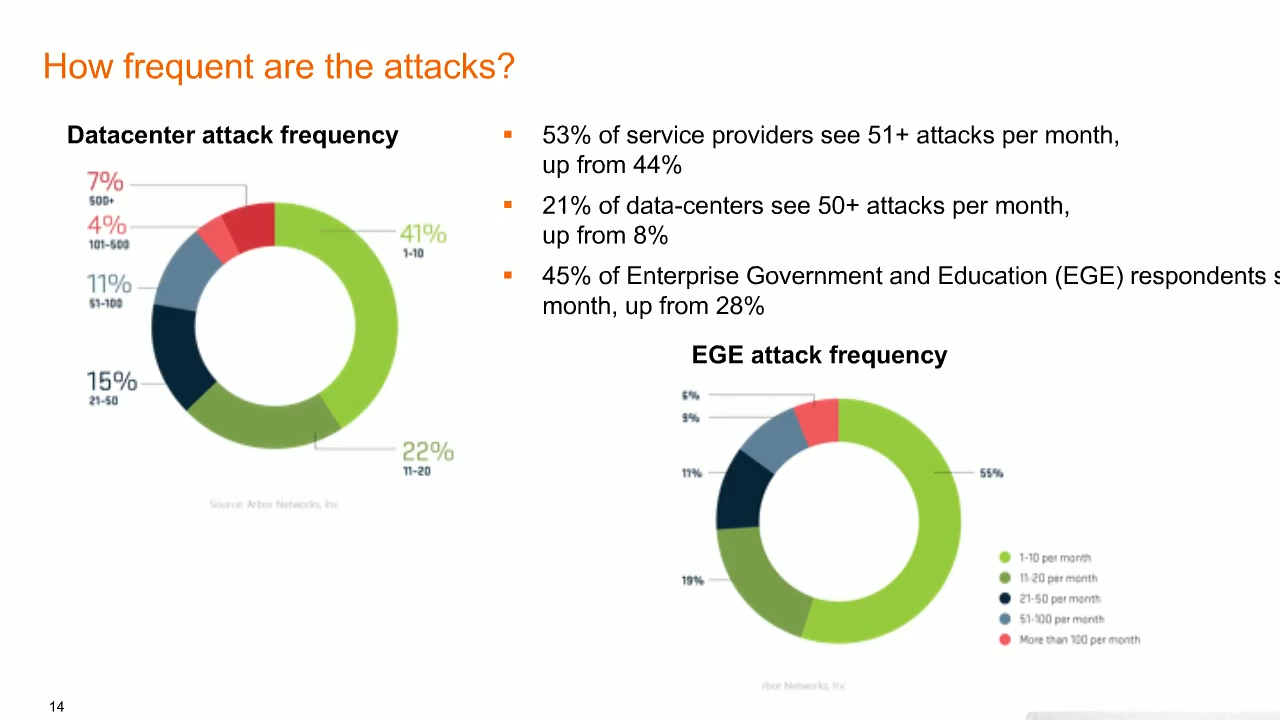 How frequent are the attacks?
Datacenter attack frequency
7%
500+
4%
101-500
11%
51-100
15%
21-50
41%
1-10
22%
11-20
Source: Arbor Networks, Inc
▪ 53% of service providers see 51+ attacks per month,
up from 44%
▪ 21% of data-centers see 50+ attacks per month,
up from 8%
▪ 45% of Enterprise Government and Education (EGE) respondents s
month, up from 28%
EGE attack frequency
6%
9%
11%
19%
55%
1-10 per month
11-20 per month
21-50 per month
51-100 per month
More than 100 per month
rbor Networks, Inc
14